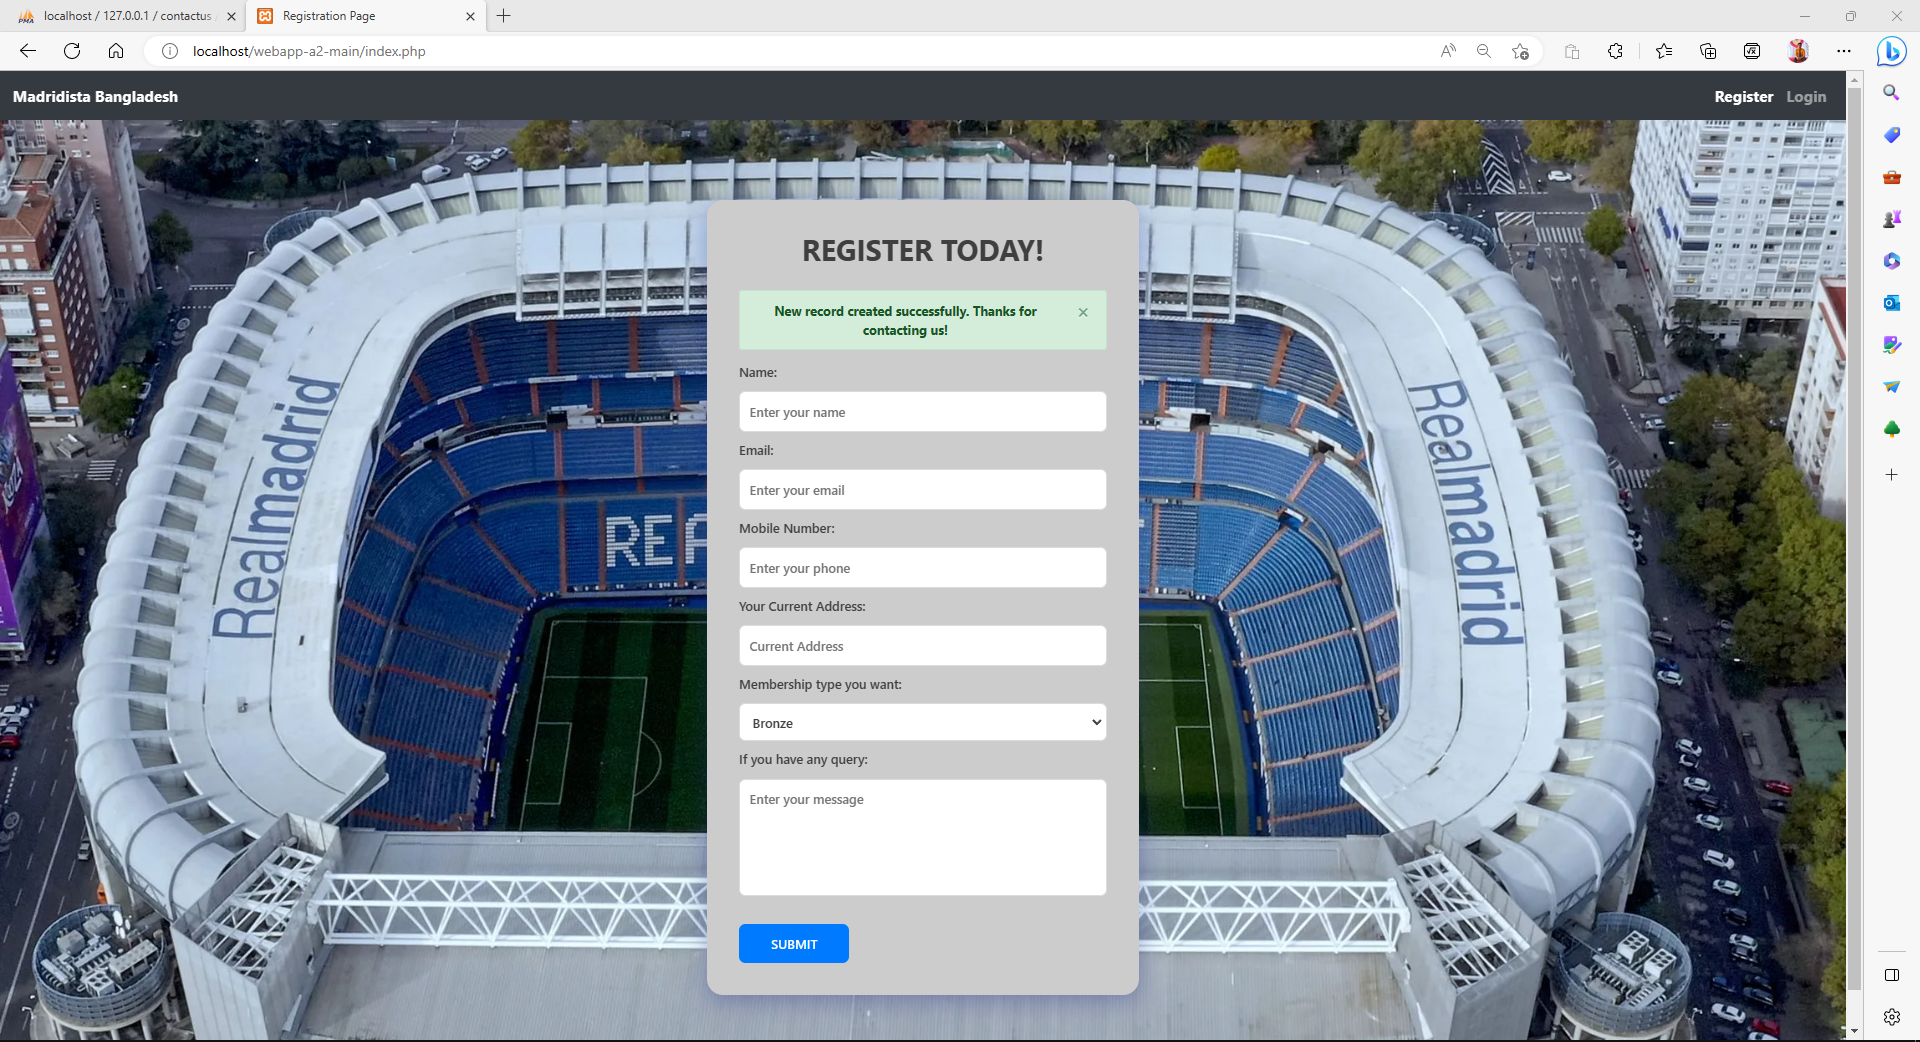 localhost / 127.0.0.1 / contactus
Registration Page
localhost/webapp-a2-main/index.php
Madridista Bangladesh
Register
Login
REGISTER TODAY!
New record created successfully. Thanks for
contacting us!
Name:
Enter your name
Email:
Enter your email
Mobile Number:
Enter your phone
Your Current Address:
Current Address
Membership type you want:
Bronze
If you have any query:
Enter your message
SUBMIT
Realmadrid
REA
Realmadrid